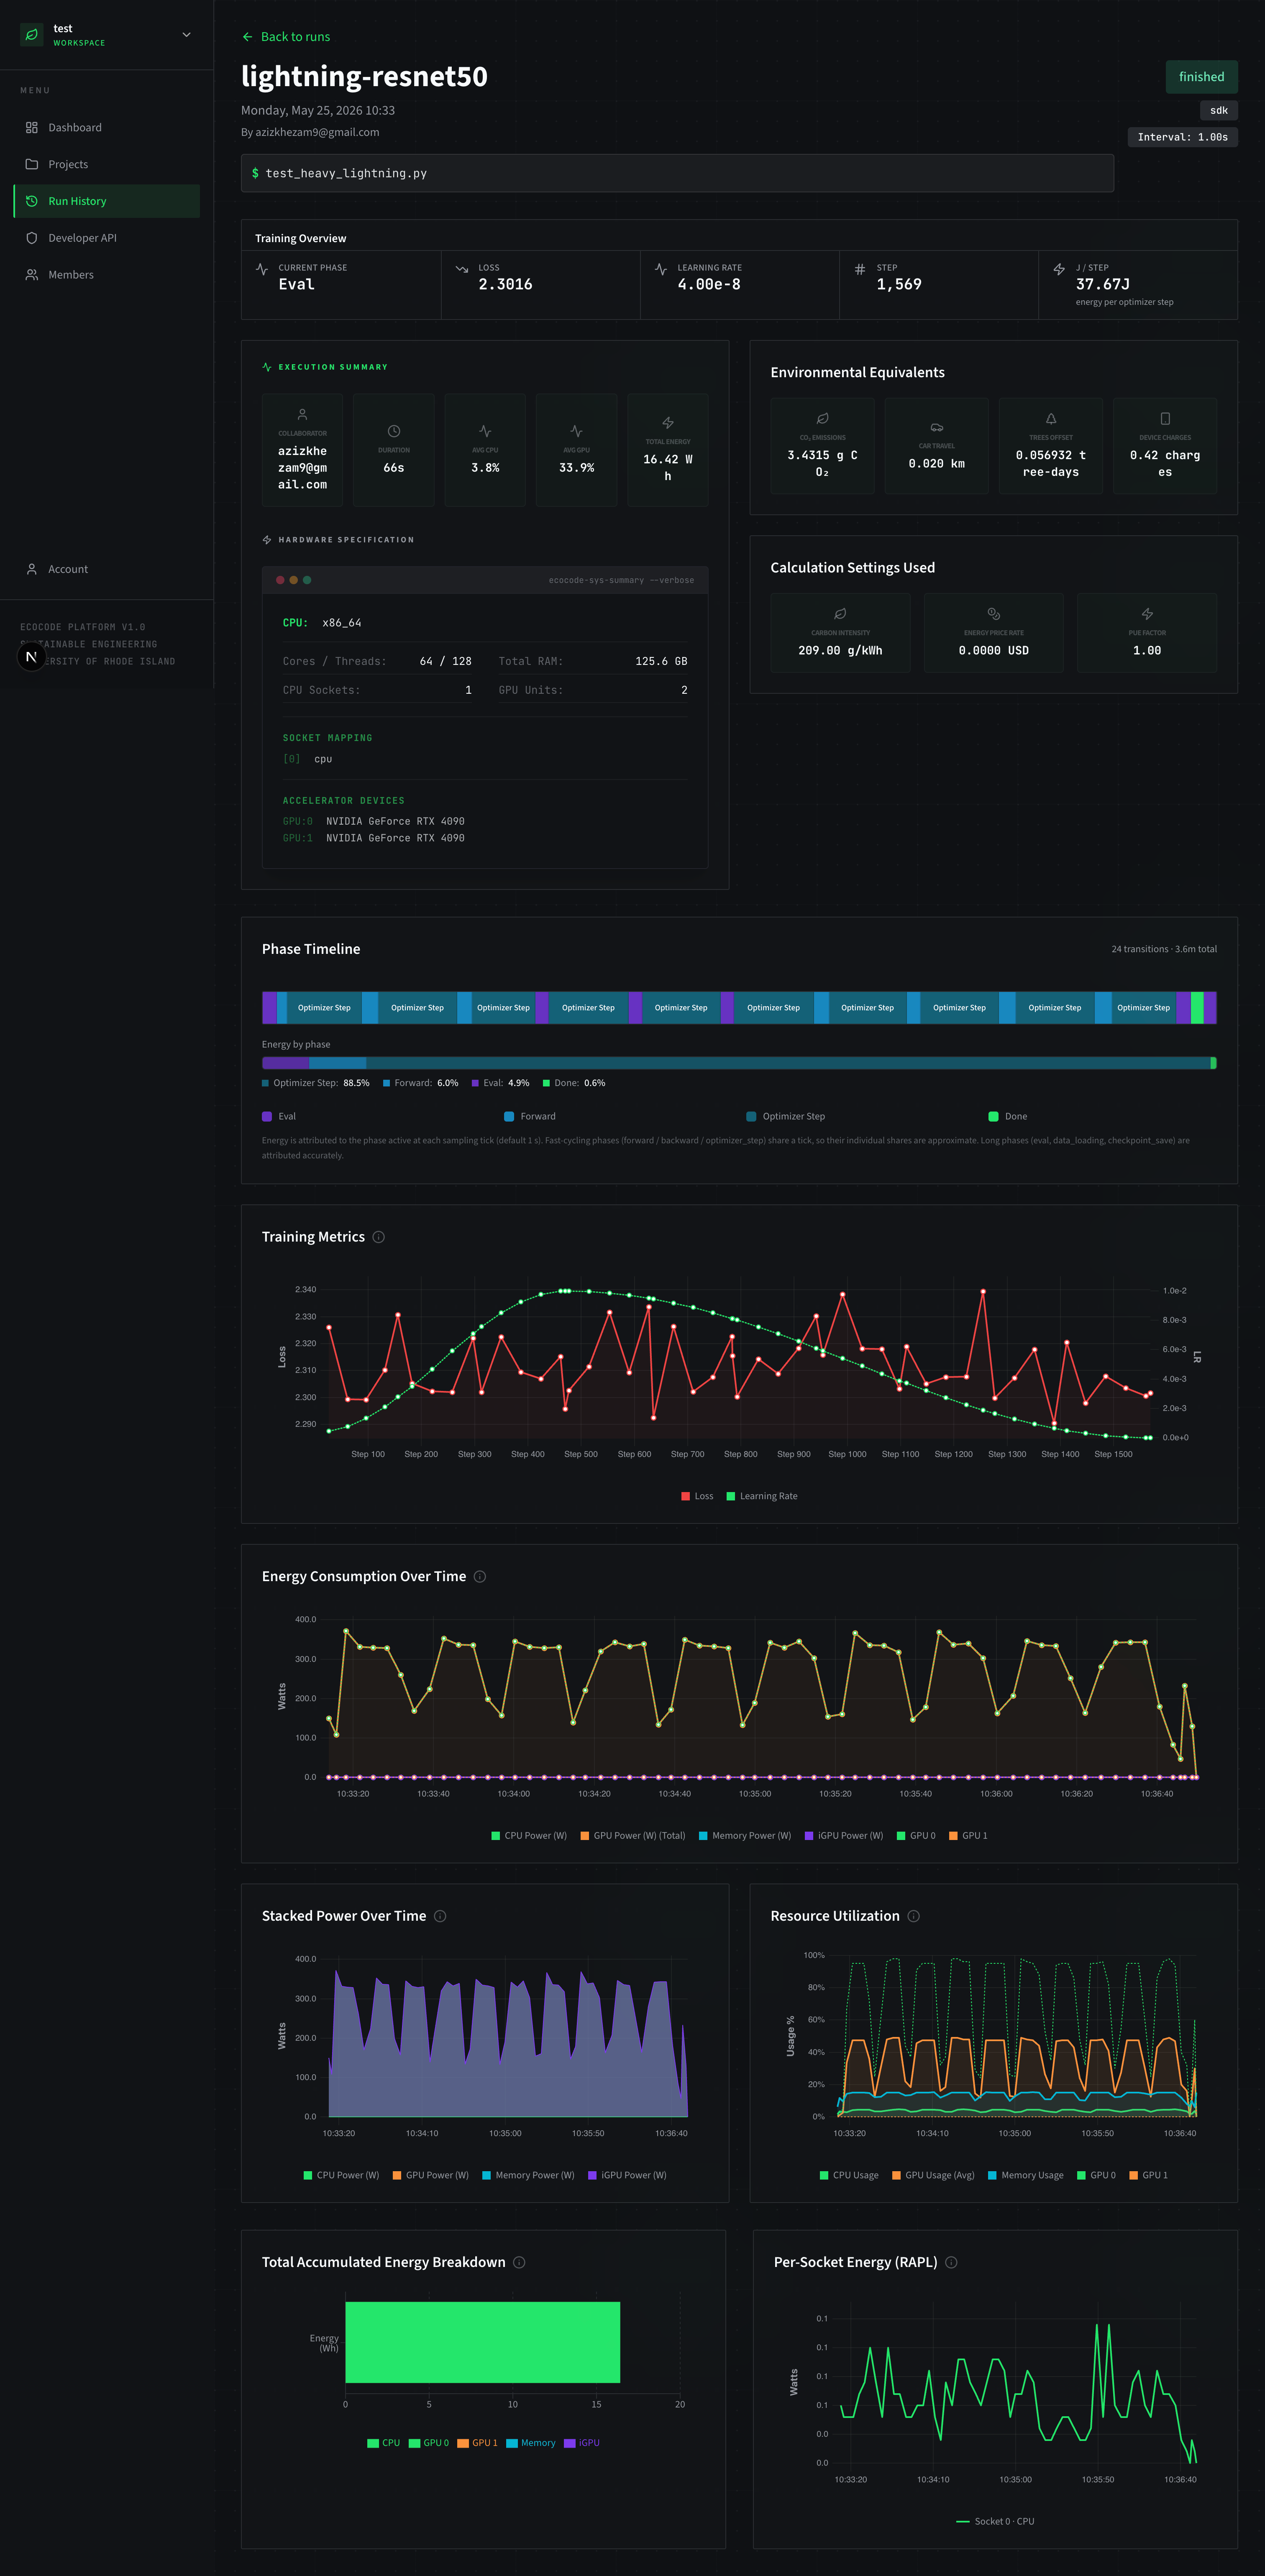 test
WORKSPACE
MENU
Dashboard
Projects
Run History
Developer API
Members
Account
ECOCODE PLATFORM V1.0
TAINABLE ENGINEERING
ERSITY OF RHODE ISLAND
N
Back to runs
lightning-resnet50
finished
Monday, May 25, 2026 10:33
sdk
By azizkhezam9@gmail.com
Interval: 1.00s
$ test_heavy_lightning.py
Training Overview
CURRENT PHASE
Eval
LOSS
2.3016
LEARNING RATE
4.00e-8
STEP
1,569
J / STEP
37.67J
energy per optimizer step
EXECUTION SUMMARY
COLLABORATOR
azizkhe
zam9@gm
ail.com
DURATION
66s
AVG CPU
3.8%
AVG GPU
33.9%
TOTAL ENERGY
16.42 W
h
HARDWARE SPECIFICATION
ecocode-sys-summary --verbose
CPU: x86_64
Cores / Threads: 64 / 128
Total RAM: 125.6 GB
CPU Sockets: 1
GPU Units: 2
SOCKET MAPPING
[0] cpu
ACCELERATOR DEVICES
GPU:0 NVIDIA GeForce RTX 4090
GPU:1 NVIDIA GeForce RTX 4090
Environmental Equivalents
CO₂ EMISSIONS
3.4315 g C
O₂
CAR TRAVEL
0.020 km
TREES OFFSET
0.056932 t
ree-days
DEVICE CHARGES
0.42 charg
es
Calculation Settings Used
CARBON INTENSITY
209.00 g/kWh
ENERGY PRICE RATE
0.0000 USD
PUE FACTOR
1.00
Phase Timeline
24 transitions · 3.6m total
Optimizer Step Optimizer Step Optimizer Step Optimizer Step Optimizer Step Optimizer Step Optimizer Step Optimizer Step Optimizer Step Optimizer Step
Energy by phase
Optimizer Step: 88.5% Forward: 6.0% Eval: 4.9% Done: 0.6%
Eval Forward Optimizer Step Done
Energy is attributed to the phase active at each sampling tick (default 1 s). Fast-cycling phases (forward / backward / optimizer_step) share a tick, so their individual shares are approximate. Long phases (eval, data_loading, checkpoint_save) are
attributed accurately.
Training Metrics
2.340
2.330
2.320
2.310
2.300
2.290
Loss
1.0e-2
8.0e-3
6.0e-3
4.0e-3
2.0e-3
0.0e+0
LR
Step 100 Step 200 Step 300 Step 400 Step 500 Step 600 Step 700 Step 800 Step 900 Step 1000 Step 1100 Step 1200 Step 1300 Step 1400 Step 1500
Loss Learning Rate
Energy Consumption Over Time
400.0
300.0
200.0
100.0
0.0
Watts
10:33:20 10:33:40 10:34:00 10:34:20 10:34:40 10:35:00 10:35:20 10:35:40 10:36:00 10:36:20 10:36:40
CPU Power (W) GPU Power (W) (Total) Memory Power (W) iGPU Power (W) GPU 0 GPU 1
Stacked Power Over Time
400.0
300.0
200.0
100.0
0.0
Watts
10:33:20 10:34:10 10:35:00 10:35:50 10:36:40
CPU Power (W) GPU Power (W) Memory Power (W) iGPU Power (W)
Resource Utilization
100%
80%
60%
40%
20%
0%
Usage %
10:33:20 10:34:10 10:35:00 10:35:50 10:36:40
CPU Usage GPU Usage (Avg) Memory Usage GPU 0 GPU 1
Total Accumulated Energy Breakdown
Energy
(Wh)
0 5 10 15 20
CPU GPU 0 GPU 1 Memory iGPU
Per-Socket Energy (RAPL)
0.1
0.1
0.1
0.1
0.0
0.0
Watts
10:33:20 10:34:10 10:35:00 10:35:50 10:36:40
Socket 0 · CPU